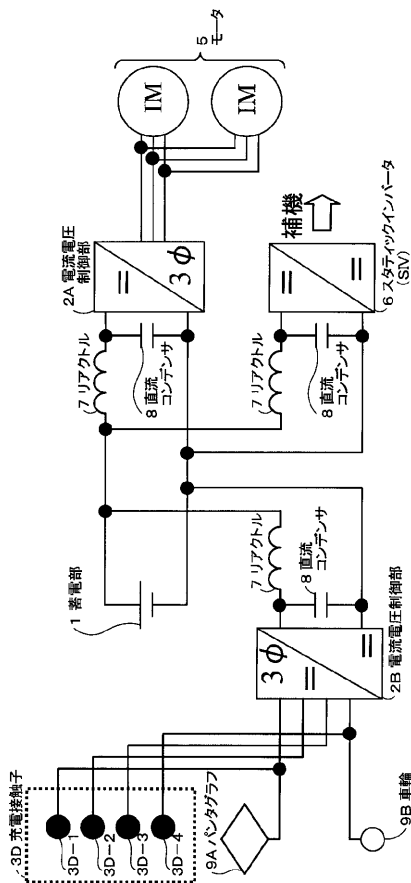 3D 充電接触子
3D-1
3D-2
3D-3
3D-4
9A パンタグラフ
9B 車輪
3φ
=
=
2B 電流電圧制御部
7 リアクトル
8 直流
コンデンサ
1 蓄電部
7 リアクトル
8 直流
コンデンサ
2A 電流電圧
制御部
=
3φ
IM
IM
5
モータ
7 リアクトル
8 直流
コンデンサ
=
=
補機
6 スタティックインバータ
(SIV)